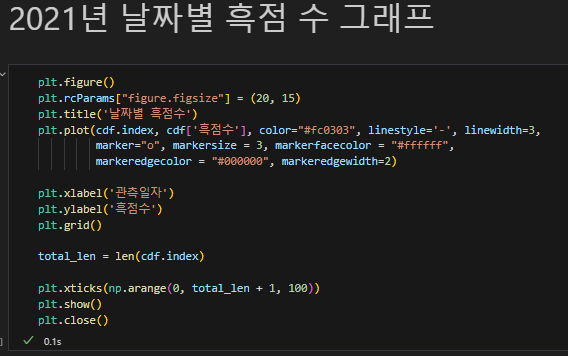 2021년 날짜별 흑점 수 그래프
plt.figure()
plt.rcParams["figure.figsize"] = (20, 15)
plt.title('날짜별 흑점수')
plt.plot(cdf.index, cdf['흑점수'], color="#fc0303", linestyle='-', linewidth=3,
marker="o", markersize = 3, markerfacecolor = "#ffffff",
markeredgecolor = "#000000", markeredgewidth=2)
plt.xlabel('관측일자')
plt.ylabel('흑점수')
plt.grid()
total_len = len(cdf.index)
plt.xticks(np.arange(0, total_len + 1, 100))
plt.show()
plt.close()
0.1s